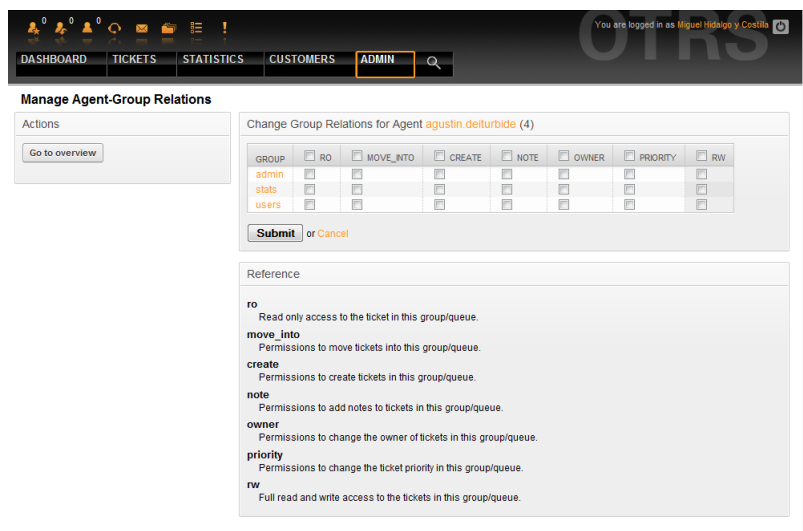 0 0 0
You are logged in as Miguel Hidalgo y Costilla
OTRS
DASHBOARD TICKETS STATISTICS CUSTOMERS ADMIN
Manage Agent-Group Relations
Actions
Go to overview
Change Group Relations for Agent agustin.deiturbide (4)
GROUP RO MOVE_INTO CREATE NOTE OWNER PRIORITY RW
admin
stats
users
Submit or Cancel
Reference
ro
Read only access to the ticket in this group/queue.
move_into
Permissions to move tickets into this group/queue.
create
Permissions to create tickets in this group/queue.
note
Permissions to add notes to tickets in this group/queue.
owner
Permissions to change the owner of tickets in this group/queue.
priority
Permissions to change the ticket priority in this group/queue.
rw
Full read and write access to the tickets in this group/queue.